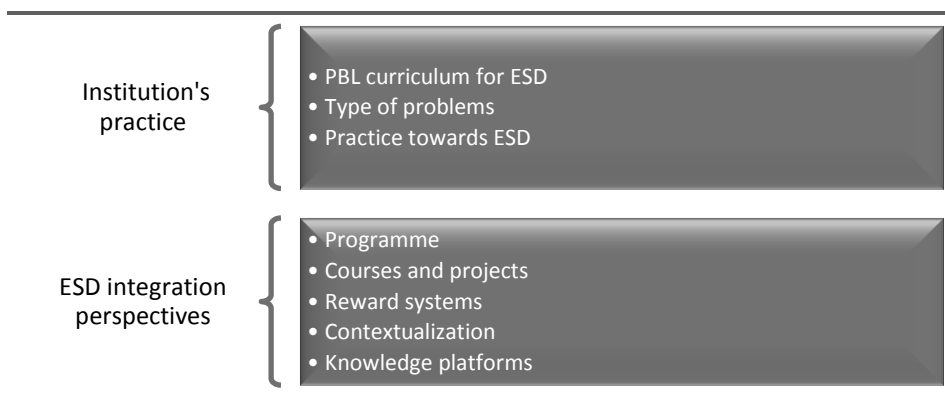 Institution's
practice
• PBL curriculum for ESD
• Type of problems
• Practice towards ESD
ESD integration
perspectives
• Programme
• Courses and projects
• Reward systems
• Contextualization
• Knowledge platforms